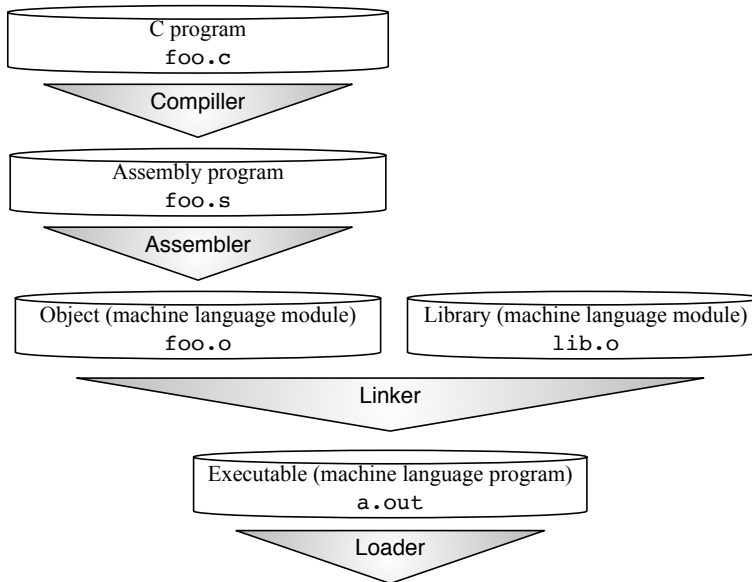 C program
foo.c
Compiller
Assembly program
foo.s
Assembler
Object (machine language module)
foo.o
Library (machine language module)
lib.o
Linker
Executable (machine language program)
a.out
Loader